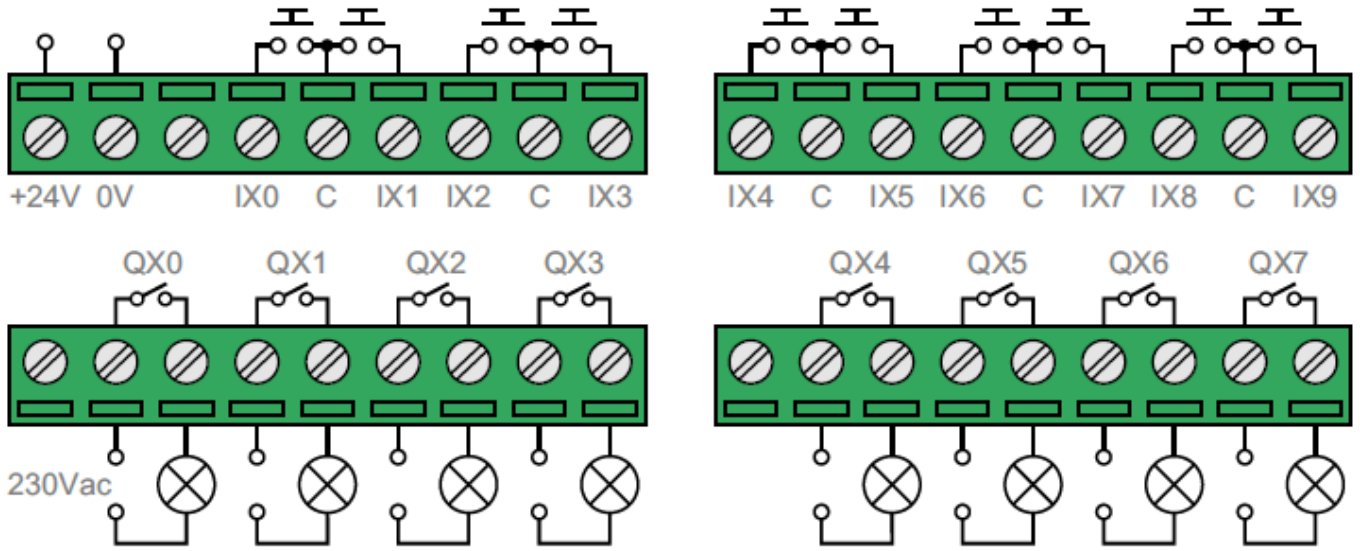 +24V 0V IX0 C IX1 IX2 C IX3
IX4 C IX5 IX6 C IX7 IX8 C IX9
QX0 QX1 QX2 QX3
QX4 QX5 QX6 QX7
230Vac